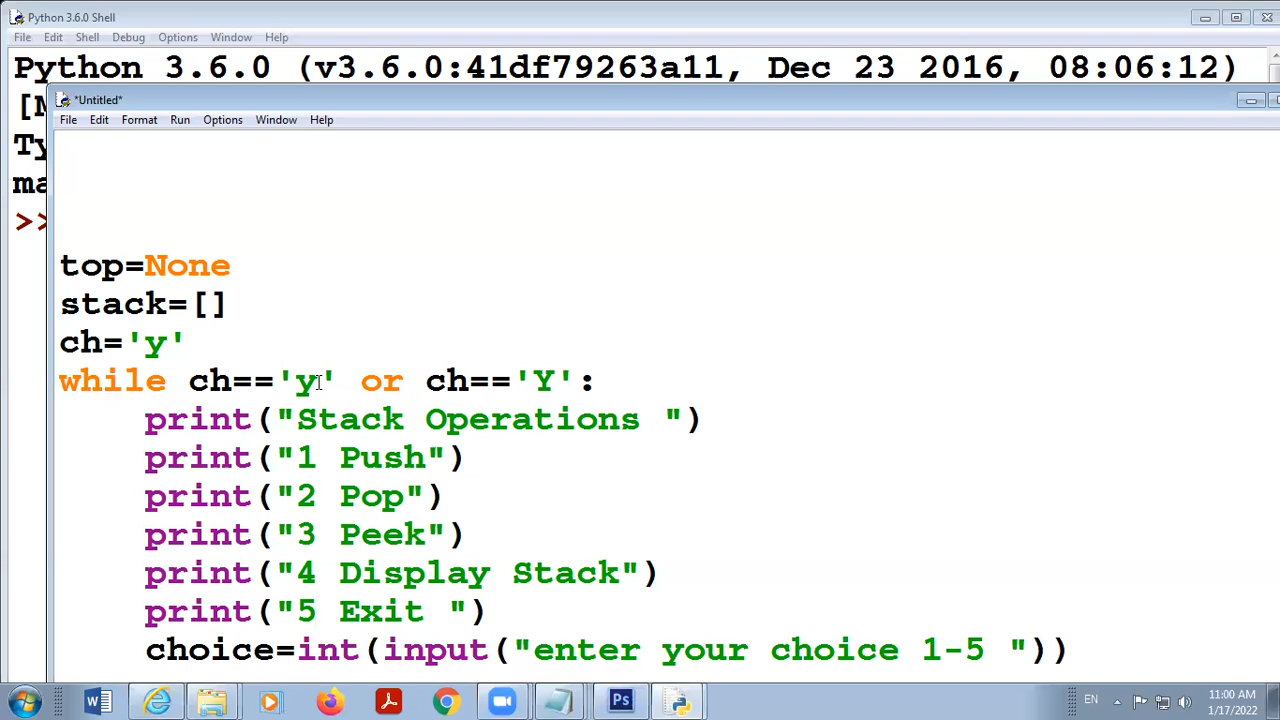 Python 3.6.0 Shell
File Edit Shell Debug Options Window Help
Python 3.6.0 (v3.6.0:41df79263a11, Dec 23 2016, 08:06:12)
[M
*Untitled*
File Edit Format Run Options Window Help
Ty
ma
>>
top=None
stack=[]
ch='y'
while ch=='y' or ch=='Y':
print("Stack Operations ")
print("1 Push")
print("2 Pop")
print("3 Peek")
print("4 Display Stack")
print("5 Exit ")
choice=int(input("enter your choice 1-5 "))
W
Ps
EN
11:00 AM
1/17/2022